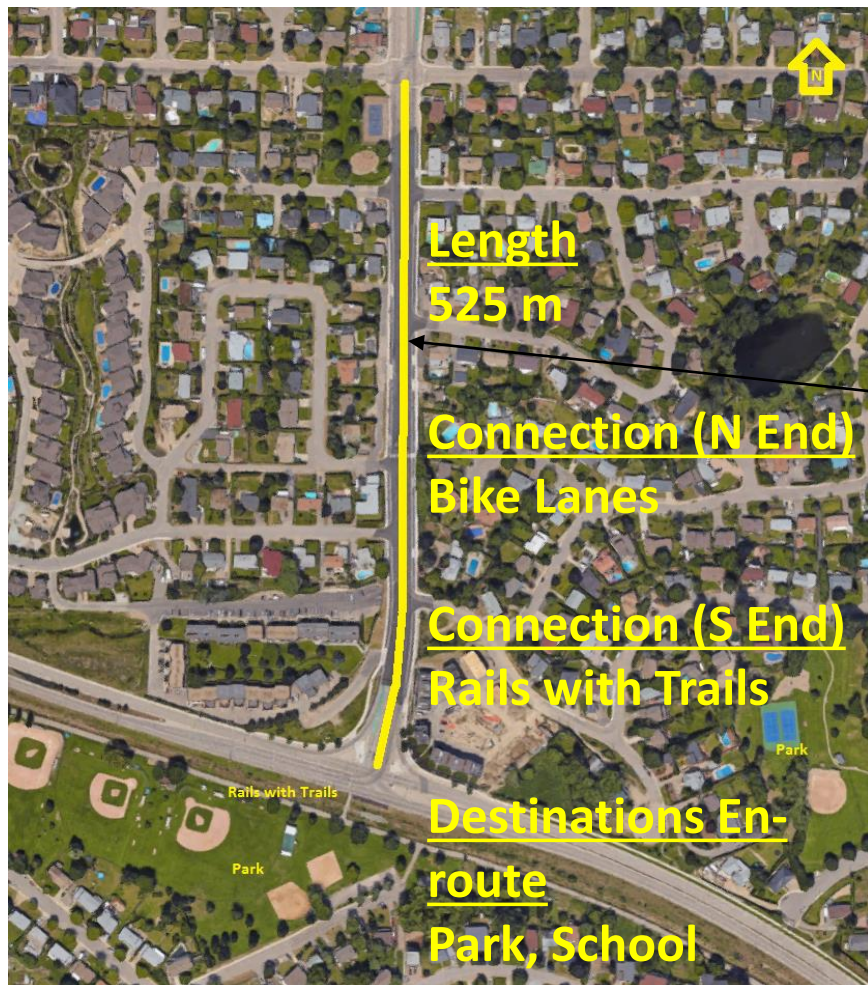 N
Length
525 m
Connection (N End)
Bike Lanes
Connection (S End)
Rails with Trails
Park
Rails with Trails
Destinations En-
route
Park
Park, School